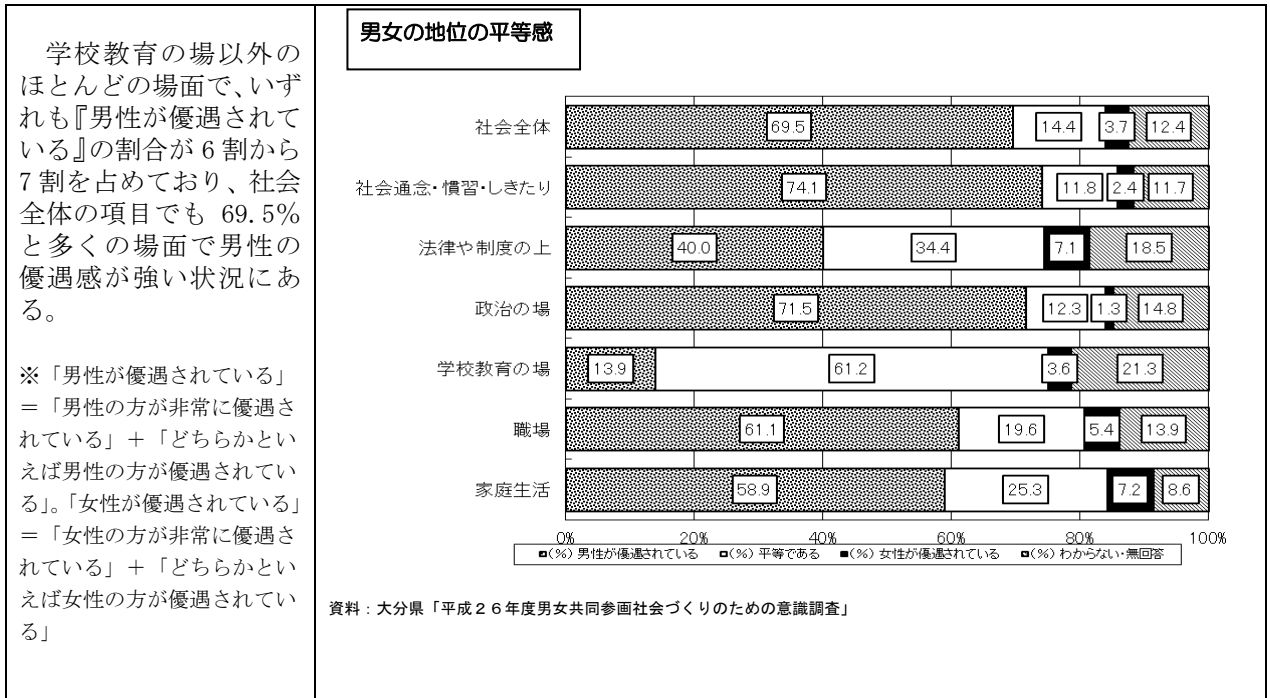 学校教育の場以外の
ほとんどの場面で、いず
れも『男性が優遇されて
いる』の割合が 6 割から
7 割を占めており、社会
全体の項目でも 69.5%
と多くの場面で男性の
優遇感が強い状況にあ
る。
※「男性が優遇されている」
＝「男性の方が非常に優遇さ
れている」＋「どちらかとい
えば男性の方が優遇されてい
る」。「女性が優遇されている」
＝「女性の方が非常に優遇さ
れている」＋「どちらかとい
えば女性の方が優遇されてい
る」
男女の地位の平等感
社会全体 69.5 14.4 3.7 12.4
社会通念・慣習・しきたり 74.1 11.8 2.4 11.7
法律や制度の上 40.0 34.4 7.1 18.5
政治の場 71.5 12.3 1.3 14.8
学校教育の場 13.9 61.2 3.6 21.3
職場 61.1 19.6 5.4 13.9
家庭生活 58.9 25.3 7.2 8.6
0% 20% 40% 60% 80% 100%
(%) 男性が優遇されている (%) 平等である (%) 女性が優遇されている (%) わからない・無回答
資料：大分県「平成２６年度男女共同参画社会づくりのための意識調査」